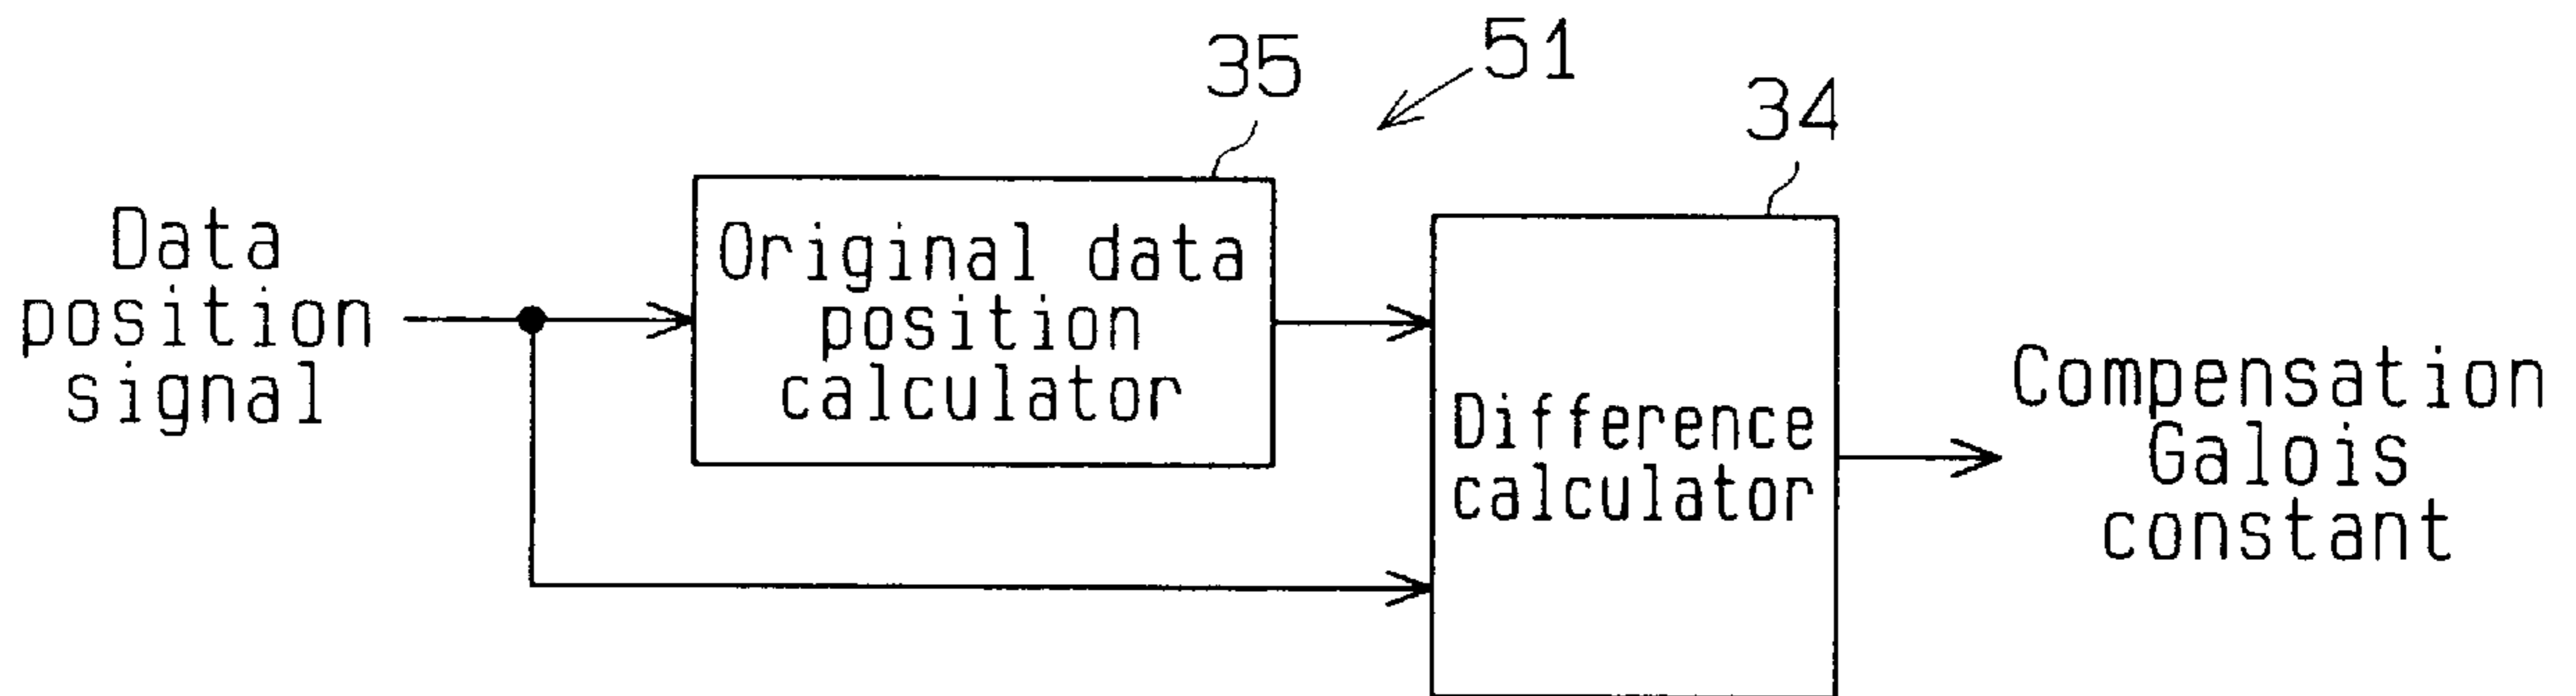 51
35
34
Data
position
signal
Original data
position
calculator
Difference
calculator
Compensation
Galois
constant